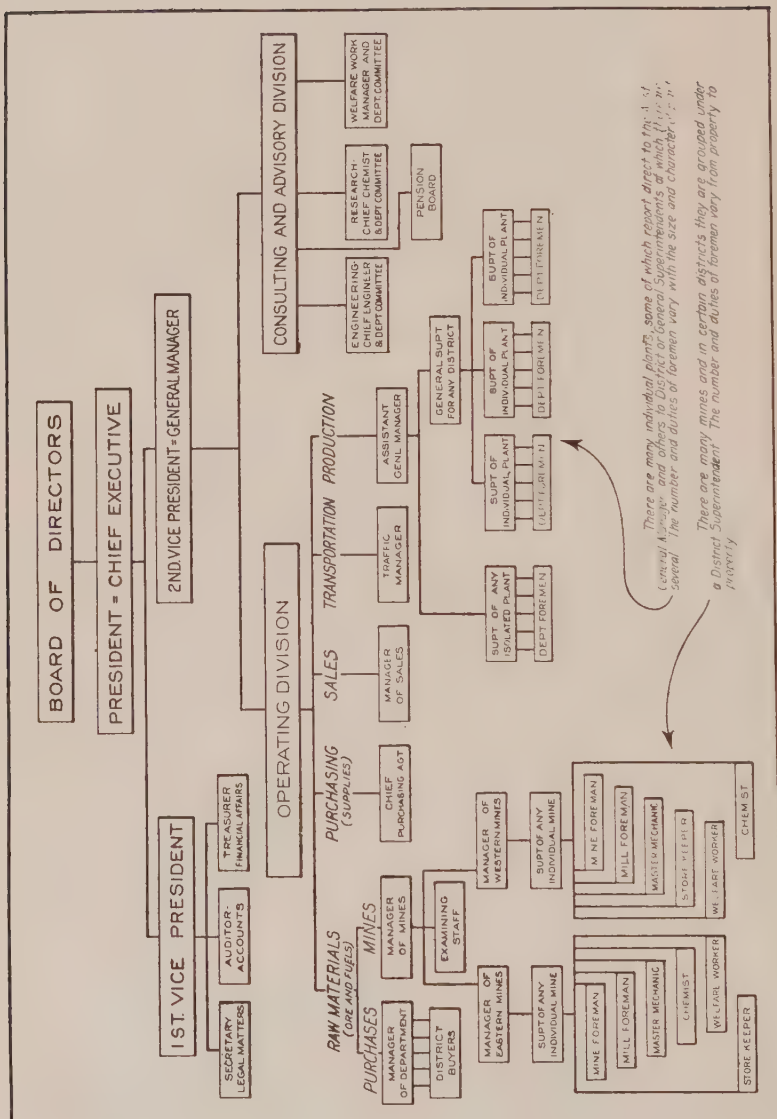 BOARD OF DIRECTORS
PRESIDENT = CHIEF EXECUTIVE
1ST. VICE PRESIDENT
2ND. VICE PRESIDENT = GENERAL MANAGER
SECRETARY
LEGAL MATTERS
AUDITOR-
ACCOUNTS
TREASURER
FINANCIAL AFFAIRS
OPERATING DIVISION
CONSULTING AND ADVISORY DIVISION
RAW MATERIALS
(ORE AND FUELS)
PURCHASING
(SUPPLIES)
SALES
TRANSPORTATION
PRODUCTION
ENGINEERING-
CHIEF ENGINEER
& DEPT COMMITTEE
RESEARCH-
CHIEF CHEMIST
& DEPT COMMITTEE
WELFARE WORK
MANAGER AND
DEPT. COMMITTEE
PENSION
BOARD
PURCHASES
MINES
MANAGER
OF DEPARTMENT
MANAGER
OF MINES
CHIEF
PURCHASING AGT
MANAGER
OF SALES
TRAFFIC
MANAGER
ASSISTANT
GENL MANAGER
DISTRICT
BUYERS
EXAMINING
STAFF
GENERAL SUPT
FOR ANY DISTRICT
MANAGER OF
EASTERN MINES
MANAGER OF
WESTERN MINES
SUPT OF ANY
ISOLATED PLANT
SUPT OF
INDIVIDUAL PLANT
SUPT OF
INDIVIDUAL PLANT
SUPT OF
INDIVIDUAL PLANT
DEPT FOREMEN
DEPT FOREMEN
DEPT FOREMEN
DEPT FOREMEN
SUPT OF ANY
INDIVIDUAL MINE
SUPT OF ANY
INDIVIDUAL MINE
MINE FOREMAN
MILL FOREMAN
MASTER MECHANIC
CHEMIST
WELFARE WORKER
STORE KEEPER
MINE FOREMAN
MILL FOREMAN
MASTER MECHANIC
STORE KEEPER
WELFARE WORKER
CHEMIST
There are many individual plants, some of which report direct to the
General Manager and others to District or General Superintendents of which there are
several The number and duties of foremen vary with the size and character
There are many mines and in certain districts they are grouped under
a District Superintendent The number and duties of foremen vary from property to
property